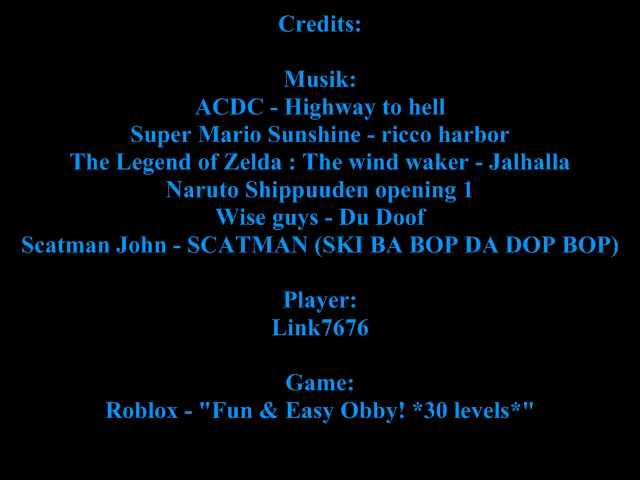 Credits:
Musik:
ACDC - Highway to hell
Super Mario Sunshine - ricco harbor
The Legend of Zelda : The wind waker - Jalhalla
Naruto Shippuuden opening 1
Wise guys - Du Doof
Scatman John - SCATMAN (SKI BA BOP DA DOP BOP)
Player:
Link7676
Game:
Roblox - "Fun & Easy Obby! *30 levels*"